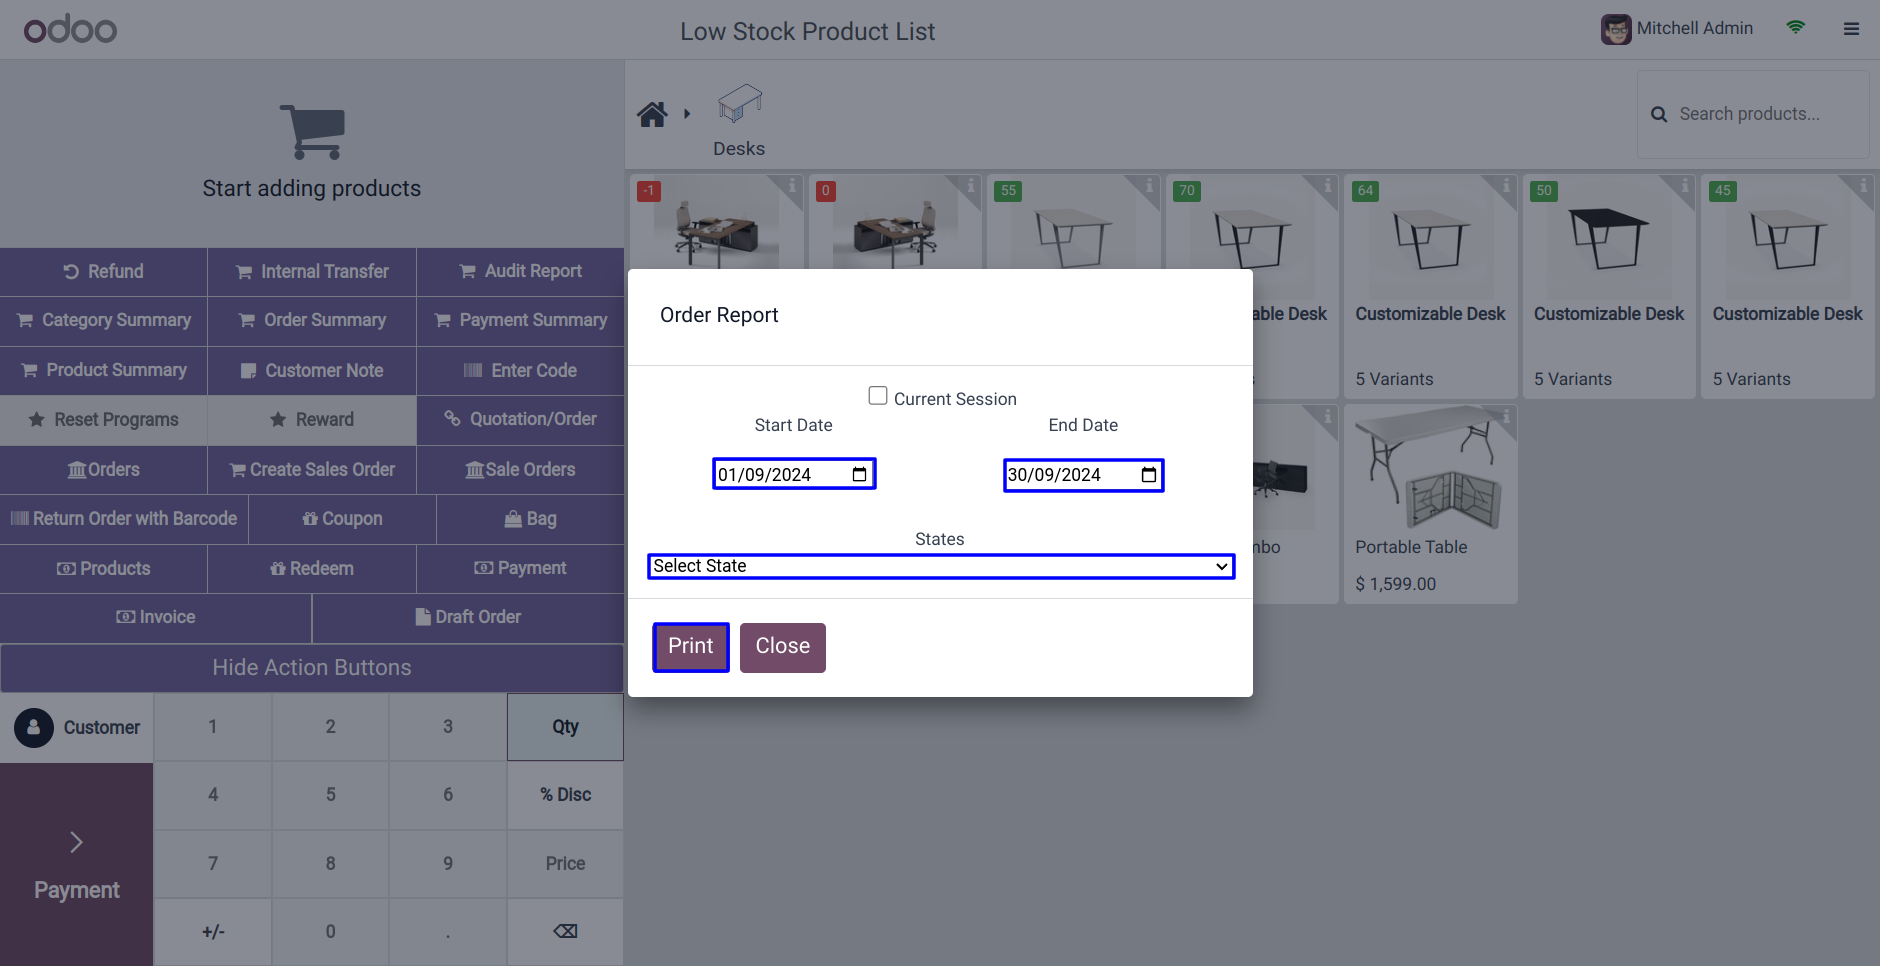 odoo
Low Stock Product List
Mitchell Admin
Start adding products
Desks
Search products...
Refund
Internal Transfer
Audit Report
Category Summary
Order Summary
Payment Summary
Product Summary
Customer Note
Enter Code
Reset Programs
Reward
Quotation/Order
Orders
Create Sales Order
Sale Orders
Return Order with Barcode
Coupon
Bag
Products
Redeem
Payment
Invoice
Draft Order
Hide Action Buttons
Customer
1
2
3
Qty
4
5
6
% Disc
7
8
9
Price
Payment
+/-
0
.
-1
0
55
70
64
50
45
able Desk
Customizable Desk
Customizable Desk
Customizable Desk
s
5 Variants
5 Variants
5 Variants
mbo
Portable Table
$ 1,599.00
Order Report
Current Session
Start Date
End Date
01/09/2024
30/09/2024
States
Select State
Print
Close